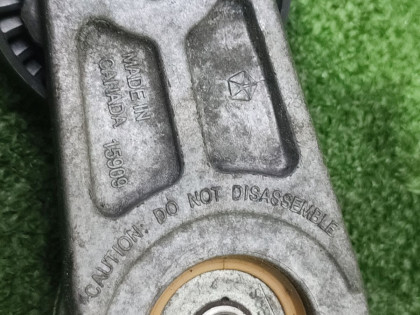 MADE IN
CANADA 15909
CAUTION: DO NOT DISASSEMBLE